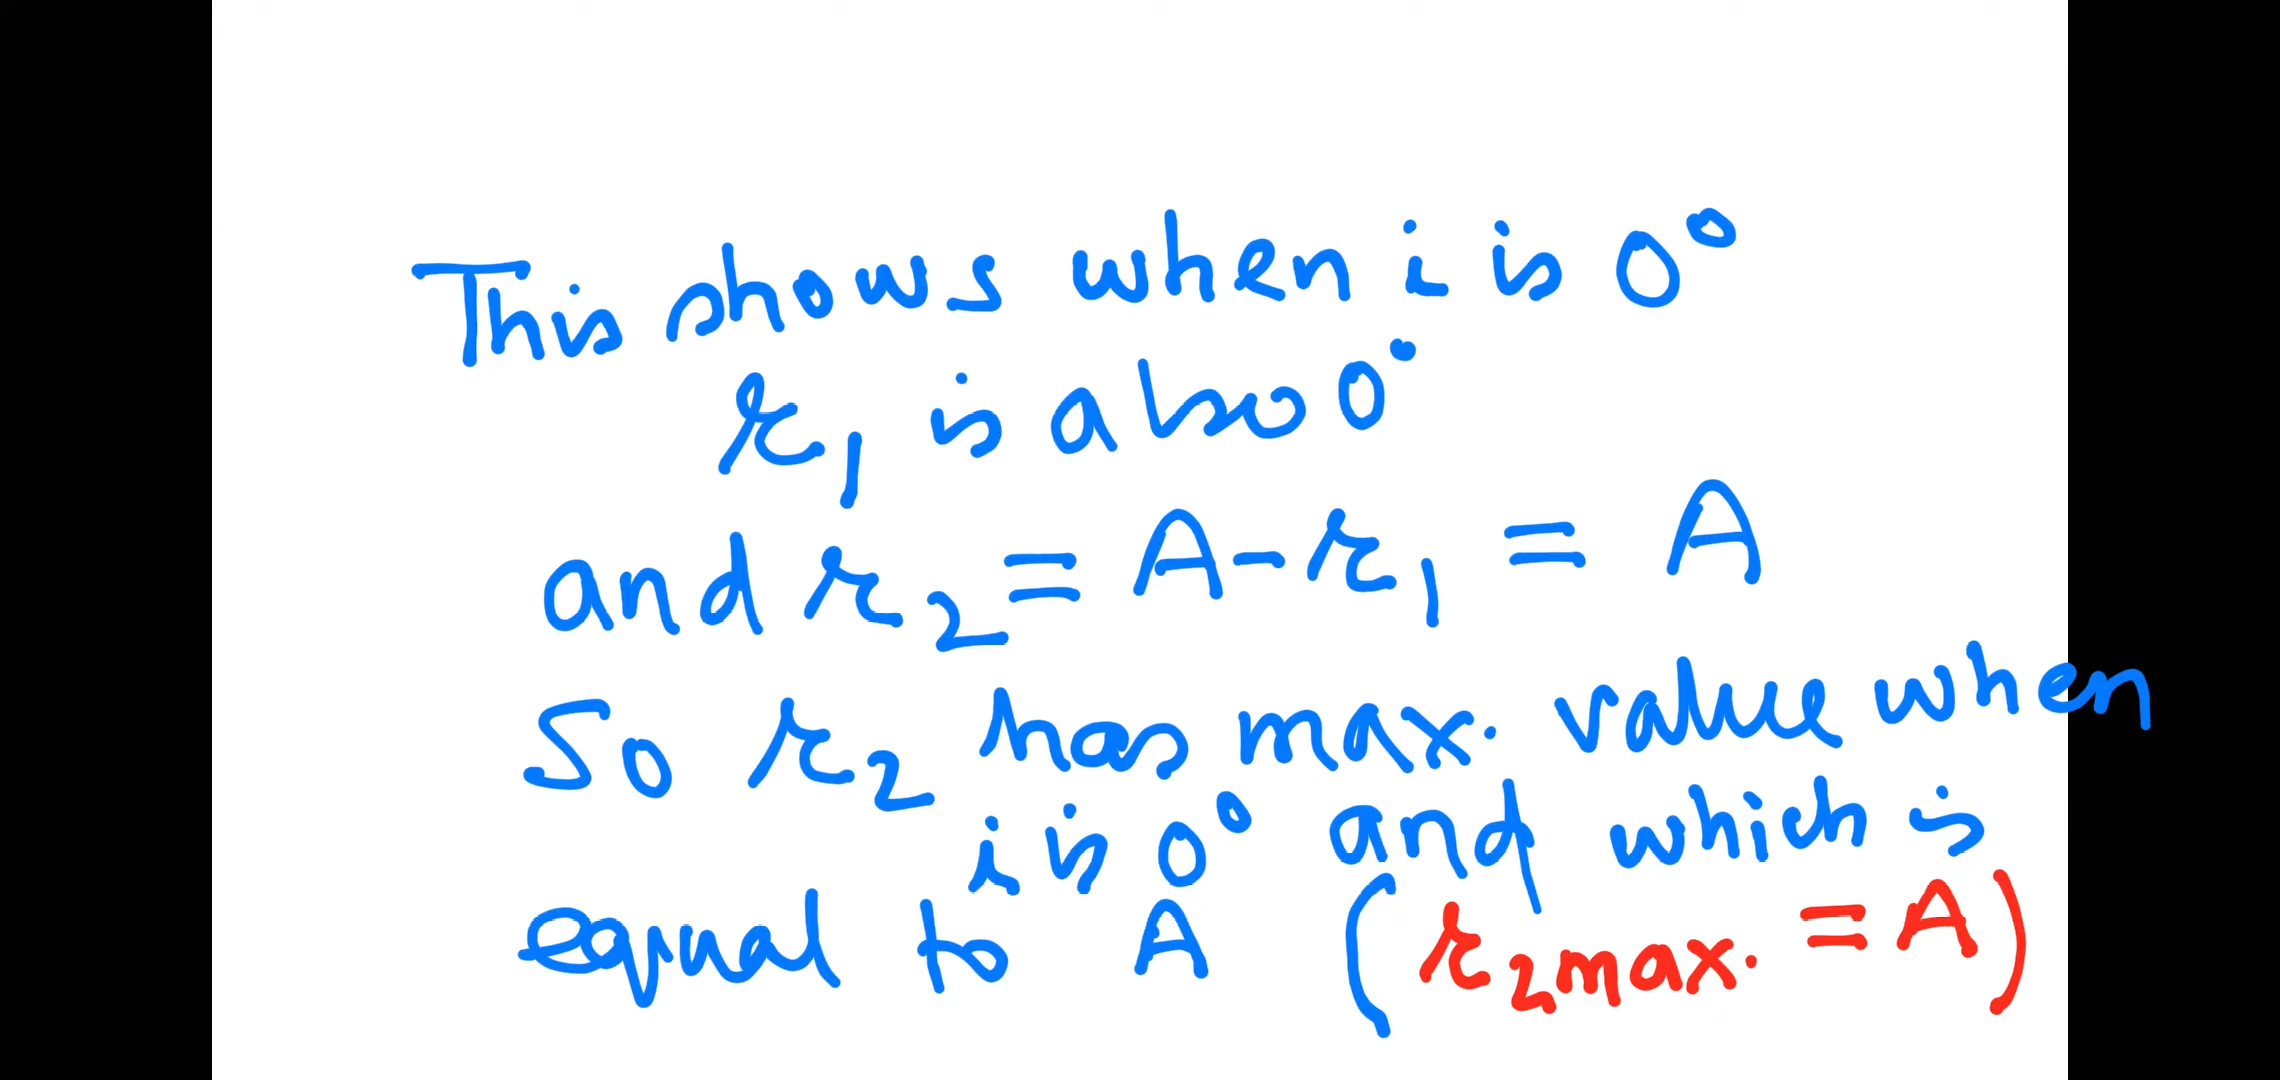 This shows when i is 0°
r₁ is also 0°
and r₂ = A - r₁ = A
So r₂ has max. value when
i is 0° and which is
equal to A (r₂max. = A)